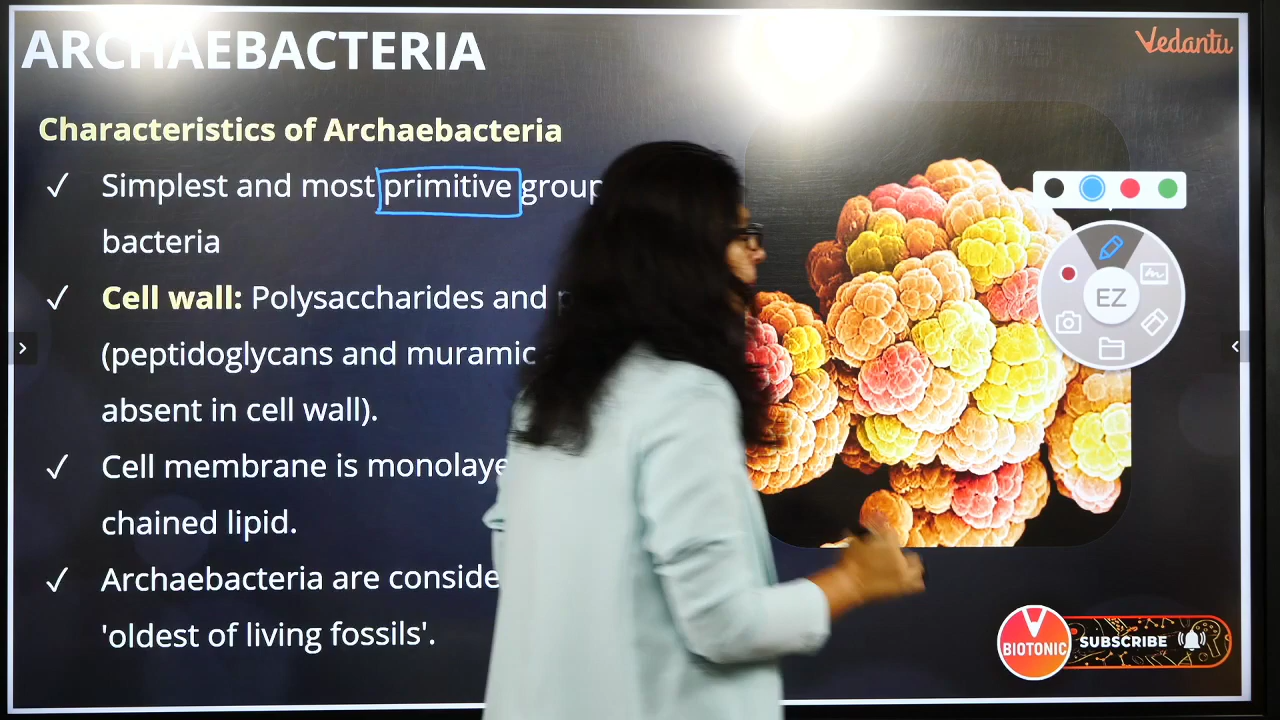 ARCHAEBACTERIA
Vedantu
Characteristics of Archaebacteria
✓ Simplest and most primitive group
bacteria
✓ Cell wall: Polysaccharides and
(peptidoglycans and muramic
absent in cell wall).
✓ Cell membrane is monolaye
chained lipid.
✓ Archaebacteria are conside
'oldest of living fossils'.
EZ
BIOTONIC
SUBSCRIBE